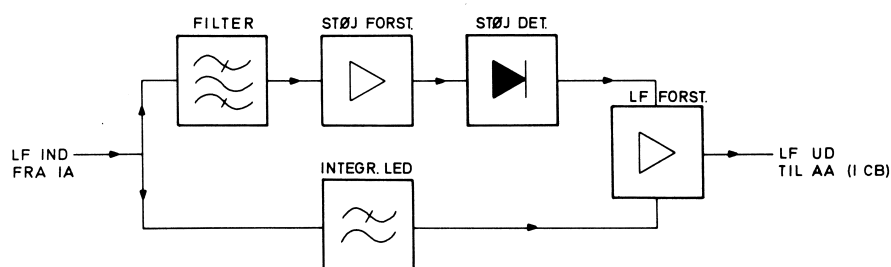 FILTER
STØJ FORST.
STØJ DET.
LF FORST.
LF IND
FRA IA
INTEGR. LED
LF UD
TIL AA (I CB)